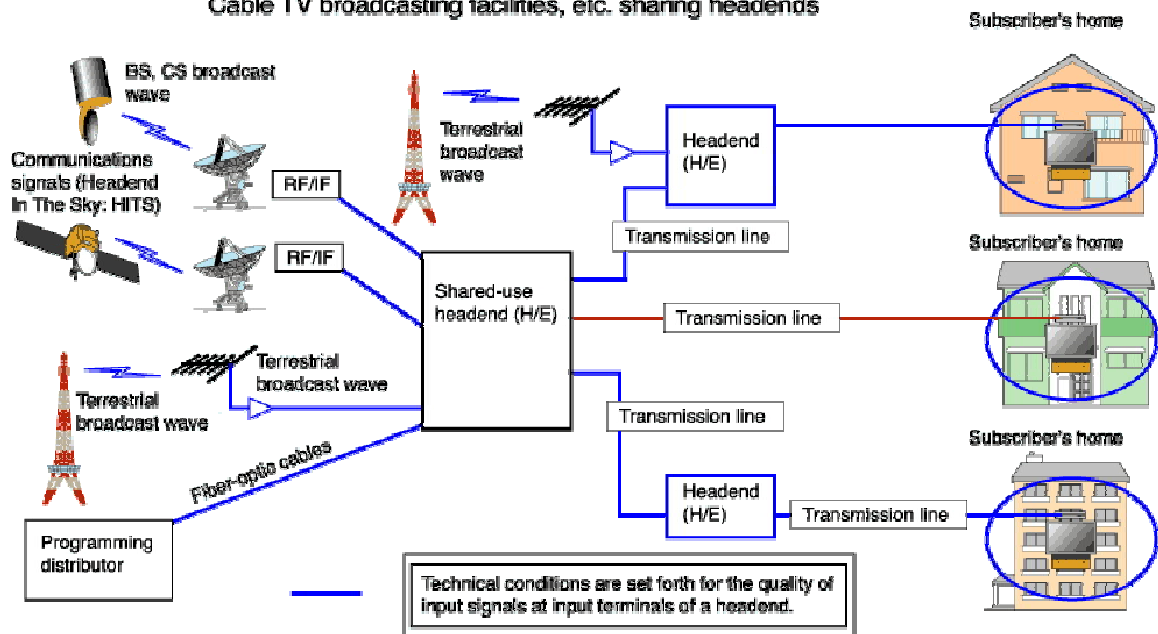 Cable TV broadcasting facilities, etc. sharing headends
Subscriber's home
BS, CS broadcast
wave
Terrestrial
broadcast
wave
Headend
(H/E)
Communications
signals (Headend
In The Sky: HITS)
RF/IF
Transmission line
Subscriber's home
RF/IF
Shared-use
headend (H/E)
Transmission line
Terrestrial
broadcast wave
Terrestrial
broadcast wave
Transmission line
Subscriber's home
Fiber-optic cables
Headend
(H/E)
Transmission line
Programming
distributor
Technical conditions are set forth for the quality of
input signals at input terminals of a headend.